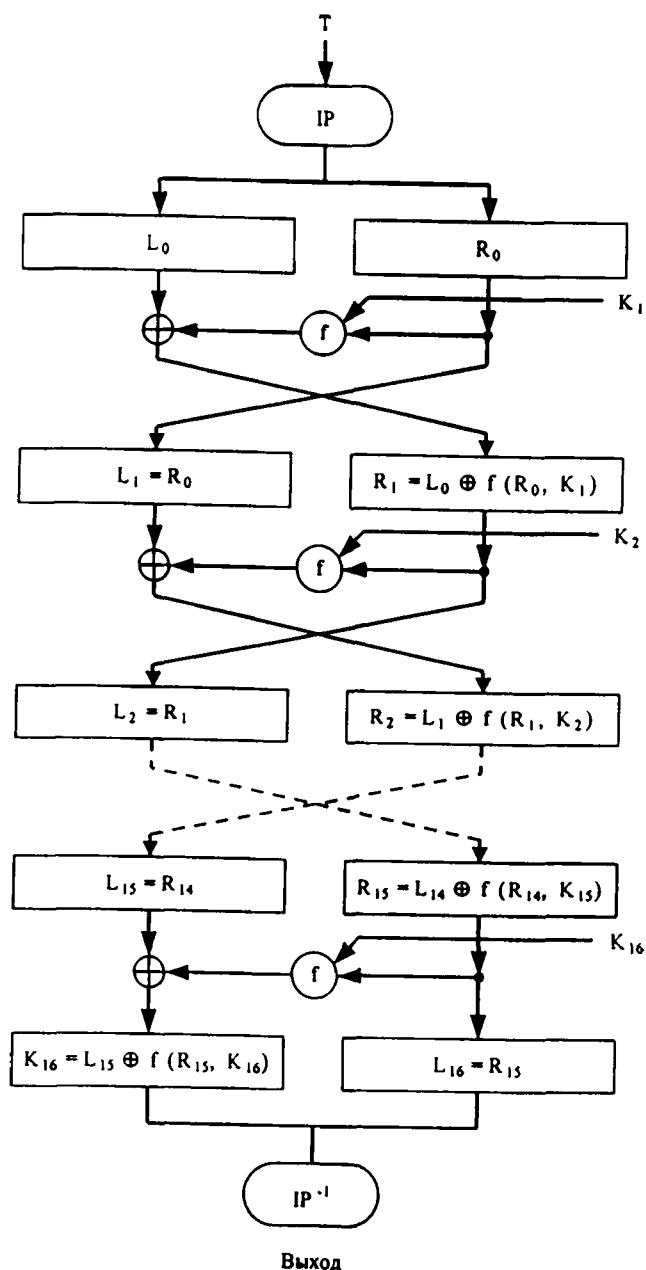 T
IP
L₀
R₀
K₁
f
L₁ = R₀
R₁ = L₀ ⊕ f (R₀, K₁)
K₂
f
L₂ = R₁
R₂ = L₁ ⊕ f (R₁, K₂)
L₁₅ = R₁₄
R₁₅ = L₁₄ ⊕ f (R₁₄, K₁₅)
K₁₆
f
K₁₆ = L₁₅ ⊕ f (R₁₅, K₁₆)
L₁₆ = R₁₅
IP⁻¹
Выход